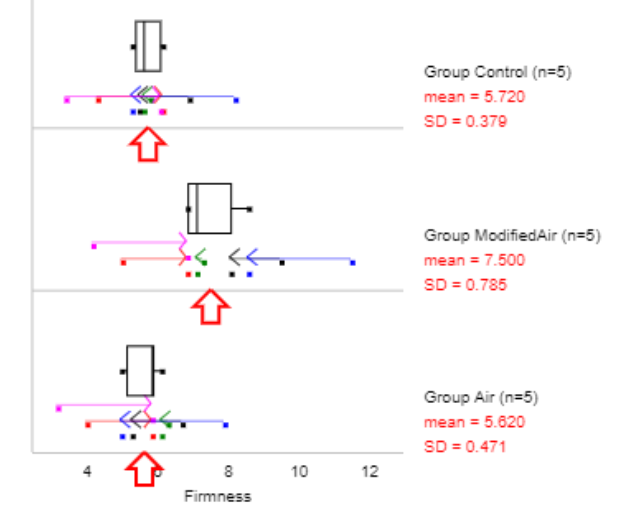 Group Control (n=5)
mean = 5.720
SD = 0.379
Group ModifiedAir (n=5)
mean = 7.500
SD = 0.785
Group Air (n=5)
mean = 5.620
SD = 0.471
4 8 10 12
Firmness